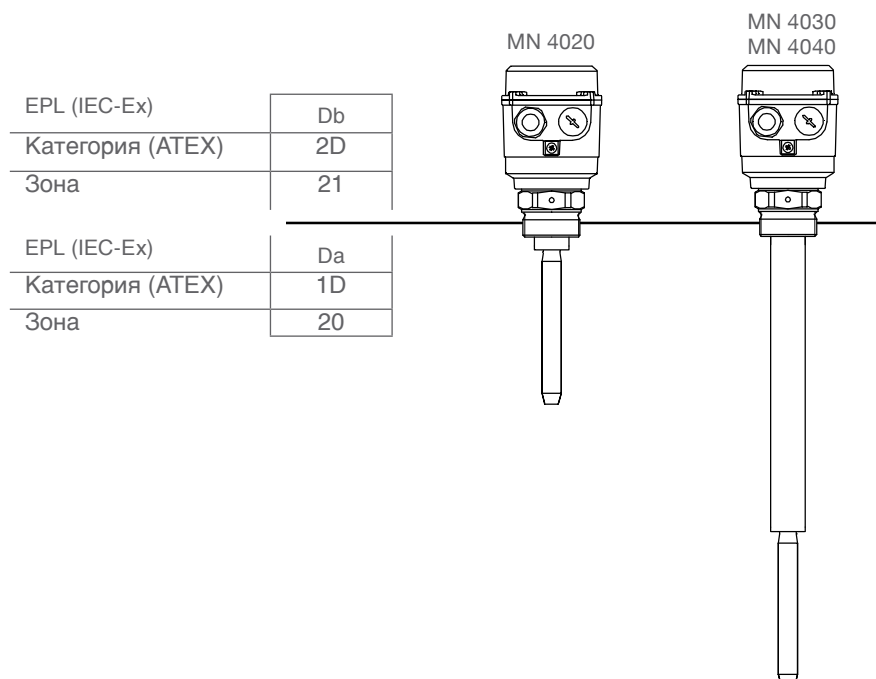 MN 4020
MN 4030
MN 4040
EPL (IEC-Ex) Db
Категория (ATEX) 2D
Зона 21
EPL (IEC-Ex) Da
Категория (ATEX) 1D
Зона 20